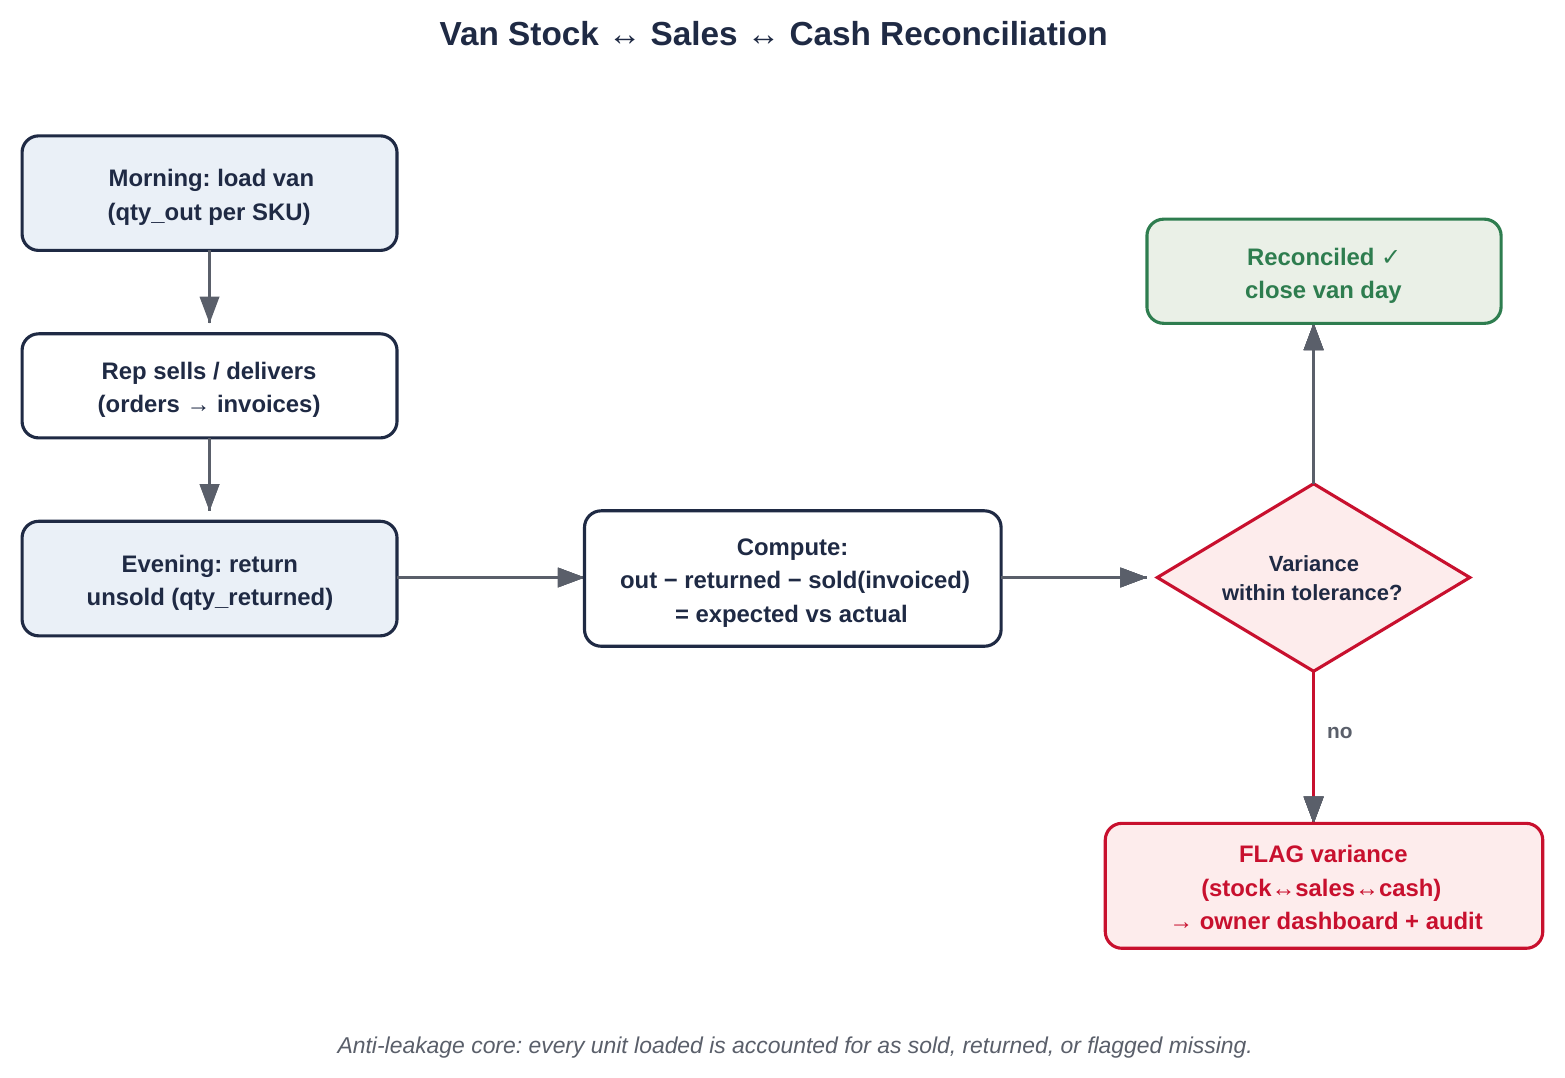 Van Stock ↔ Sales ↔ Cash Reconciliation
Morning: load van
(qty_out per SKU)
Rep sells / delivers
(orders → invoices)
Evening: return
unsold (qty_returned)
Compute:
out − returned − sold(invoiced)
= expected vs actual
Variance
within tolerance?
Reconciled ✓
close van day
no
FLAG variance
(stock↔sales↔cash)
→ owner dashboard + audit
Anti-leakage core: every unit loaded is accounted for as sold, returned, or flagged missing.